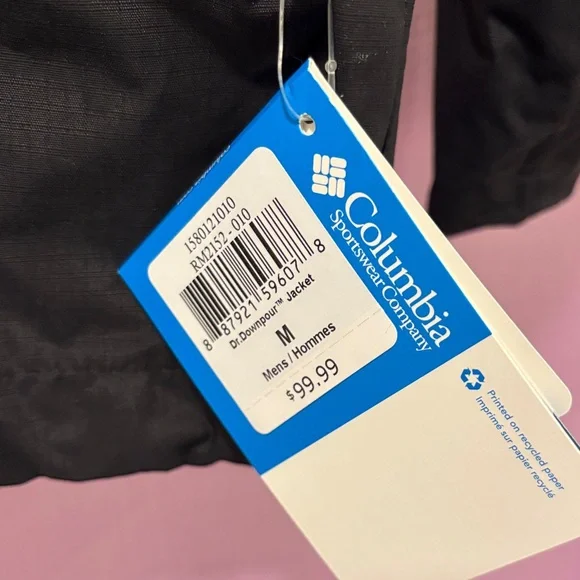 1580121010
RM2152-010
8 87921 59607 8
Dr.Downpour™ Jacket
M
Mens / Hommes
$99.99
Columbia
Sportswear Company
Printed on recycled paper
Imprimé sur papier recyclé